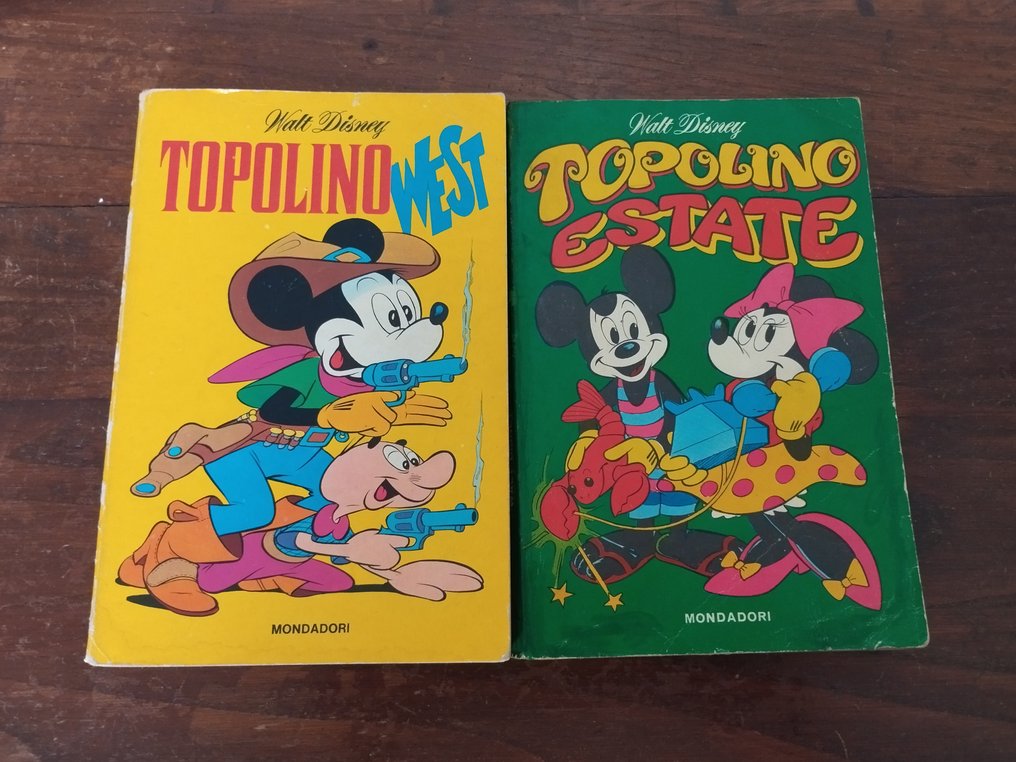 Walt Disney
TOPOLINO WEST
MONDADORI
Walt Disney
TOPOLINO
ESTATE
MONDADORI